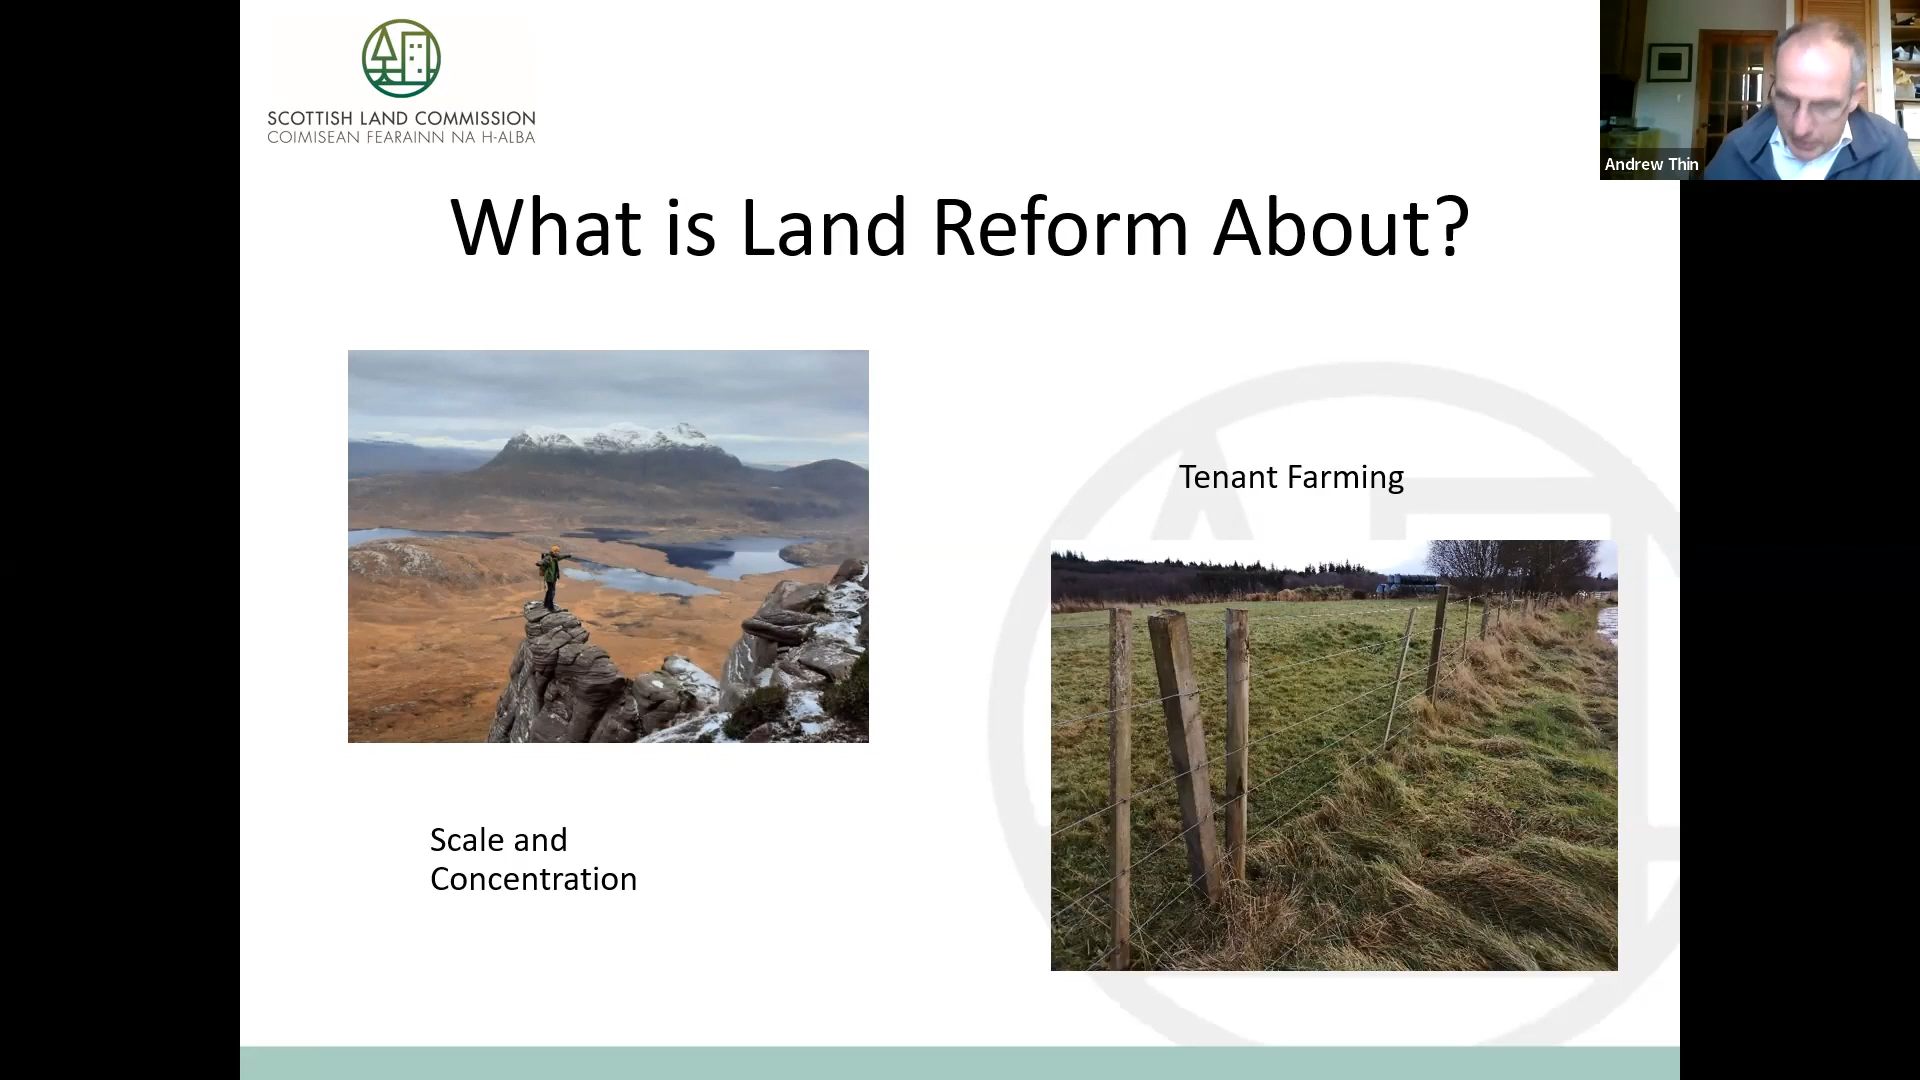 SCOTTISH LAND COMMISSION
COIMISEAN FEARAINN NA H-ALBA
Andrew Thin
What is Land Reform About?
Tenant Farming
Scale and
Concentration